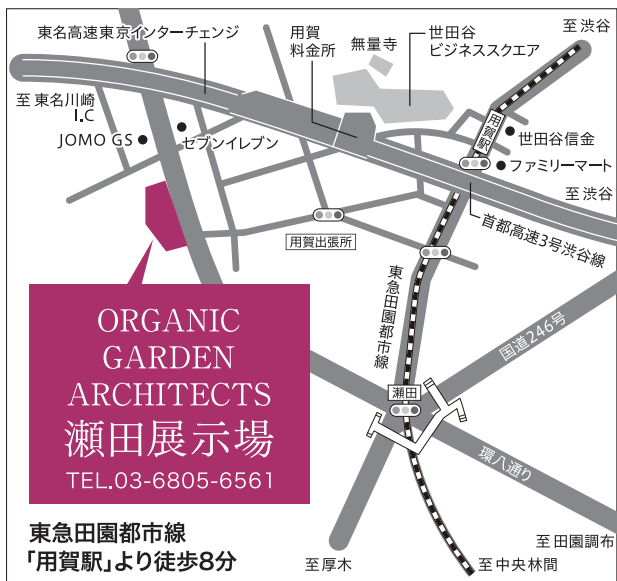 東名高速東京インターチェンジ
用賀
料金所
無量寺
世田谷
ビジネススクエア
至渋谷
至東名川崎
I.C
JOMO GS
セブンイレブン
用賀駅
世田谷信金
ファミリーマート
至渋谷
首都高速3号渋谷線
用賀出張所
東急田園都市線
国道246号
ORGANIC
GARDEN
ARCHITECTS
瀬田展示場
TEL.03-6805-6561
瀬田
環八通り
東急田園都市線
「用賀駅」より徒歩8分
至厚木
至中央林間
至田園調布